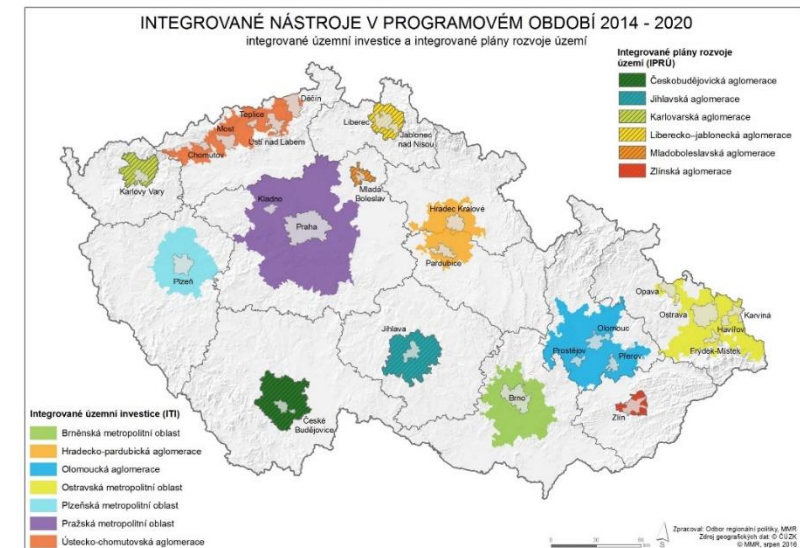 INTEGROVANÉ NÁSTROJE V PROGRAMOVÉM OBDOBÍ 2014 - 2020
integrované územní investice a integrované plány rozvoje území
Integrované plány rozvoje
území (IPRÚ)
Českobudějovická aglomerace
Jihlavská aglomerace
Karlovarská aglomerace
Liberecko–jablonecká aglomerace
Mladoboleslavská aglomerace
Zlínská aglomerace
Děčín
Teplice
Ústí nad Labem
Most
Chomutov
Liberec
Jablonec
nad Nisou
Karlovy Vary
Kladno
Praha
Mladá
Boleslav
Hradec Králové
Pardubice
Plzeň
Opava
Ostrava
Karviná
Havířov
Frýdek-Místek
Jihlava
Olomouc
Prostějov
Přerov
Brno
Zlín
České
Budějovice
Integrované územní investice (ITI)
Brněnská metropolitní oblast
Hradecko-pardubická aglomerace
Olomoucká aglomerace
Ostravská metropolitní oblast
Plzeňská metropolitní oblast
Pražská metropolitní oblast
Ústecko-chomutovská aglomerace
S
Zpracoval: Odbor regionální politiky, MMR
Zdroj geografických dat: © ČÚZK
© MMR, srpen 2016